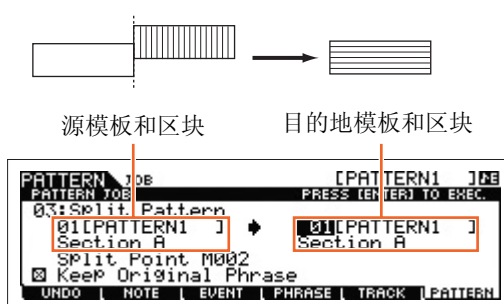 源模板和区块
目的地模板和区块
PATTERN JOB [PATTERN1 ]
PATTERN JOB PRESS [ENTER] TO EXEC.
03:Split Pattern
01[PATTERN1 ] 01[PATTERN1 ]
Section A Section A
Split Point M002
Keep Original Phrase
UNDO NOTE EVENT PHRASE TRACK PATTERN